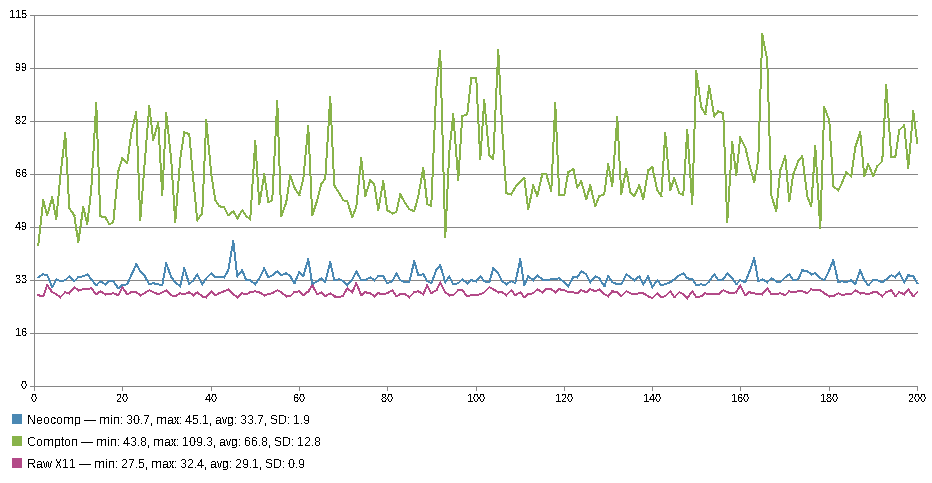 115
99
82
66
49
33
16
0
0 20 40 60 80 100 120 140 160 180 200
Neocomp — min: 30.7, max: 45.1, avg: 33.7, SD: 1.9
Compton — min: 43.8, max: 109.3, avg: 66.8, SD: 12.8
Raw X11 — min: 27.5, max: 32.4, avg: 29.1, SD: 0.9